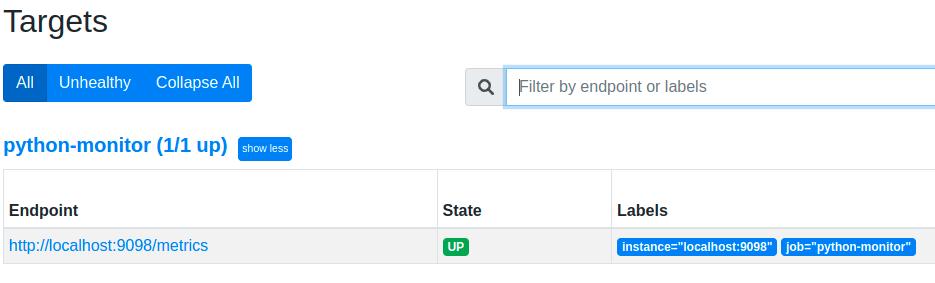 Targets
All Unhealthy Collapse All
Filter by endpoint or labels
python-monitor (1/1 up) show less
Endpoint State Labels
http://localhost:9098/metrics UP instance="localhost:9098" job="python-monitor"